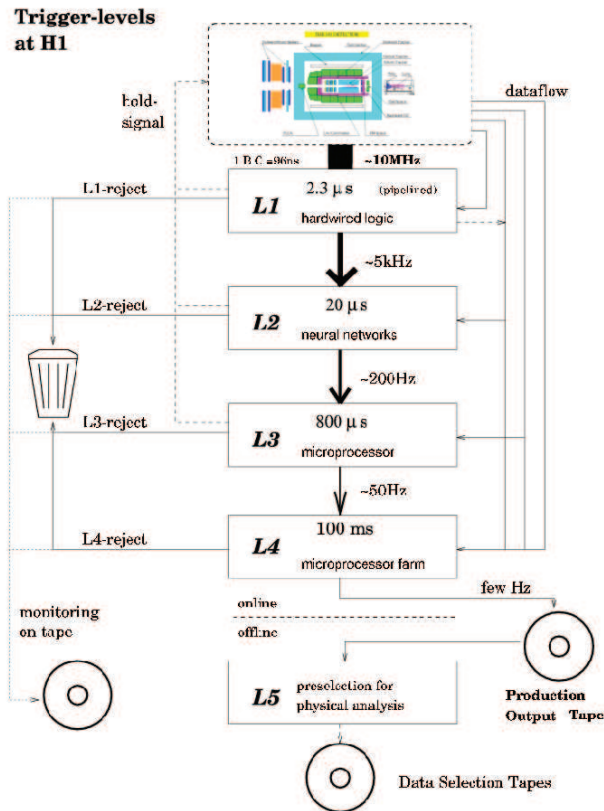 Trigger-levels
at H1
hold-
signal
dataflow
1 B C =96ns
~10MHz
L1-reject
L1
2.3 µs
(pipelined)
hardwired logic
~5kHz
L2-reject
L2
20 µs
neural networks
~200Hz
L3-reject
L3
800 µs
microprocessor
~50Hz
L4-reject
L4
100 ms
microprocessor farm
few Hz
monitoring
on tape
online
offline
L5
preselection for
physical analysis
Production
Output Tape
Data Selection Tapes